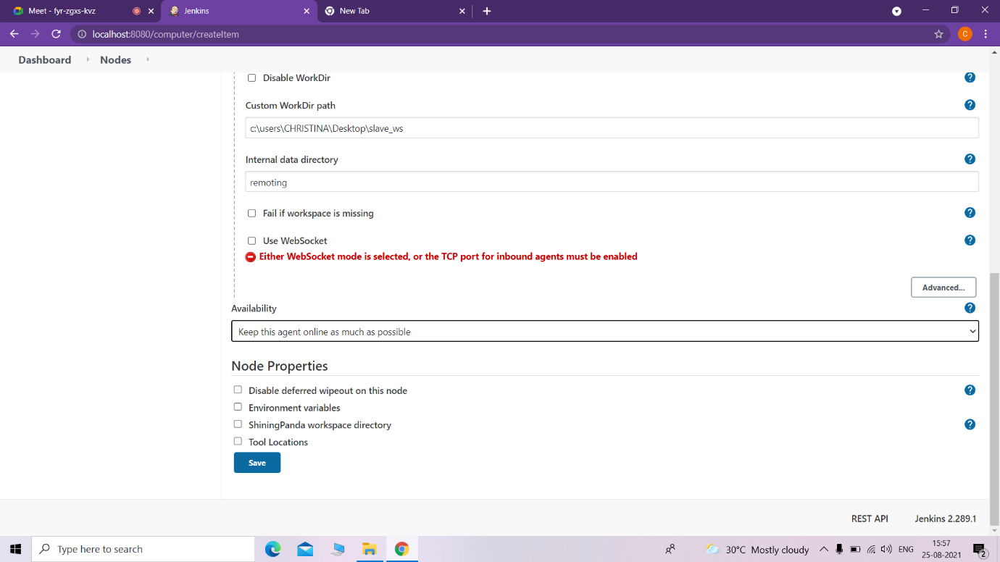 Meet - fyr-zgxs-kvz
Jenkins
New Tab
localhost:8080/computer/createItem
C
Dashboard
Nodes
Disable WorkDir
Custom WorkDir path
c:\users\CHRISTINA\Desktop\slave_ws
Internal data directory
remoting
Fail if workspace is missing
Use WebSocket
Either WebSocket mode is selected, or the TCP port for inbound agents must be enabled
Advanced...
Availability
Keep this agent online as much as possible
Node Properties
Disable deferred wipeout on this node
Environment variables
ShiningPanda workspace directory
Tool Locations
Save
REST API
Jenkins 2.289.1
Type here to search
30°C Mostly cloudy
ENG
15:57
25-08-2021
2